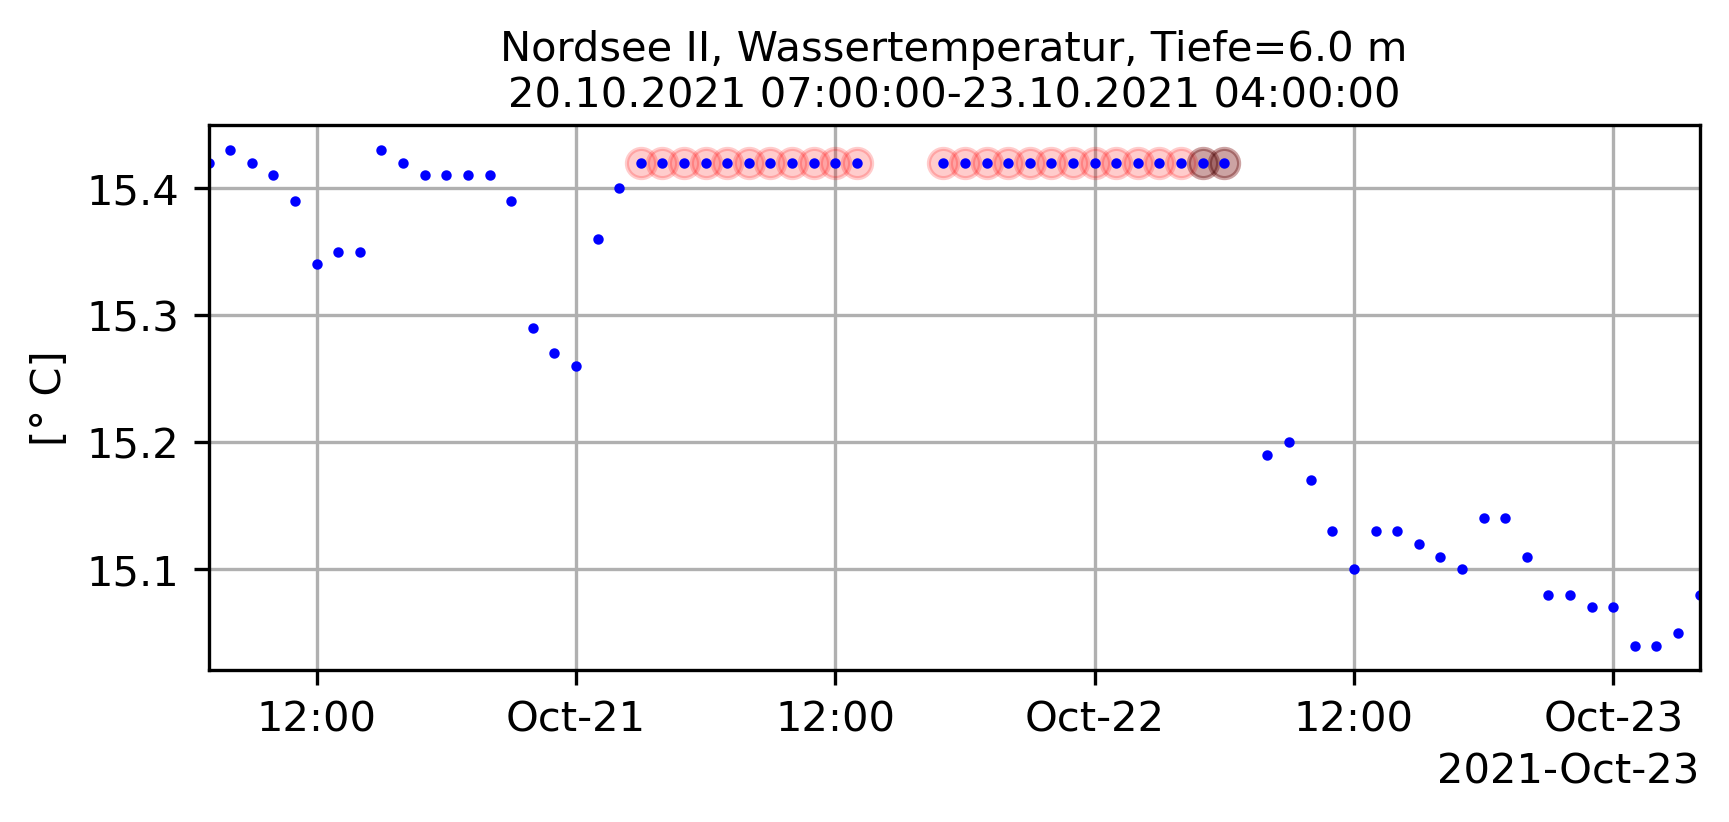 Nordsee II, Wassertemperatur, Tiefe=6.0 m
20.10.2021 07:00:00-23.10.2021 04:00:00
[° C]
15.4
15.3
15.2
15.1
12:00 Oct-21 12:00 Oct-22 12:00 Oct-23
2021-Oct-23